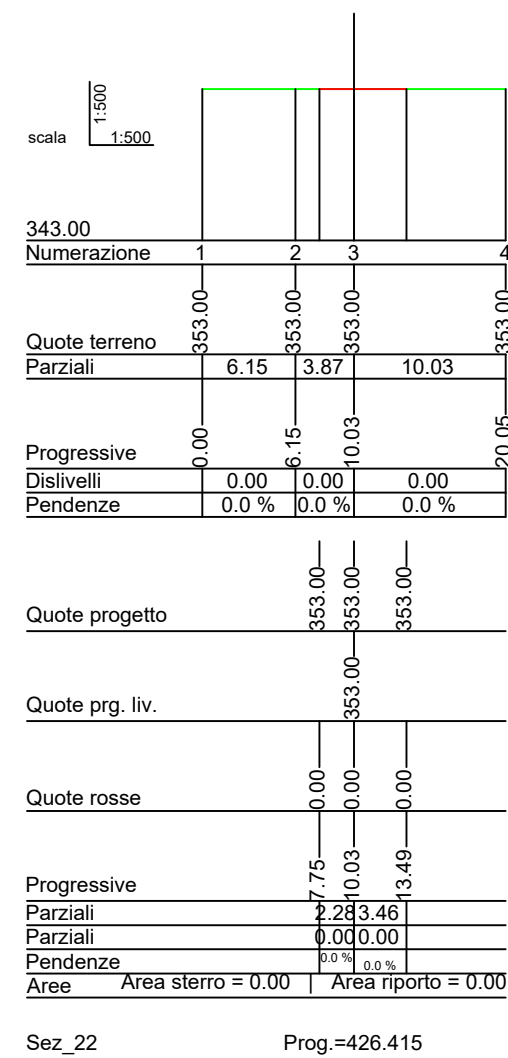 1:500
scala 1:500
343.00
Numerazione 1 2 3 4
Quote terreno 353.00 353.00 353.00 353.00
Parziali 6.15 3.87 10.03
Progressive 0.00 6.15 10.03 20.05
Dislivelli 0.00 0.00 0.00
Pendenze 0.0 % 0.0 % 0.0 %
Quote progetto 353.00 353.00 353.00
Quote prg. liv. 353.00
Quote rosse 0.00 0.00 0.00
Progressive 7.75 10.03 13.49
Parziali 2.28 3.46
Parziali 0.00 0.00
Pendenze 0.0 % 0.0 %
Aree Area sterro = 0.00 | Area riporto = 0.00
Sez_22 Prog.=426.415